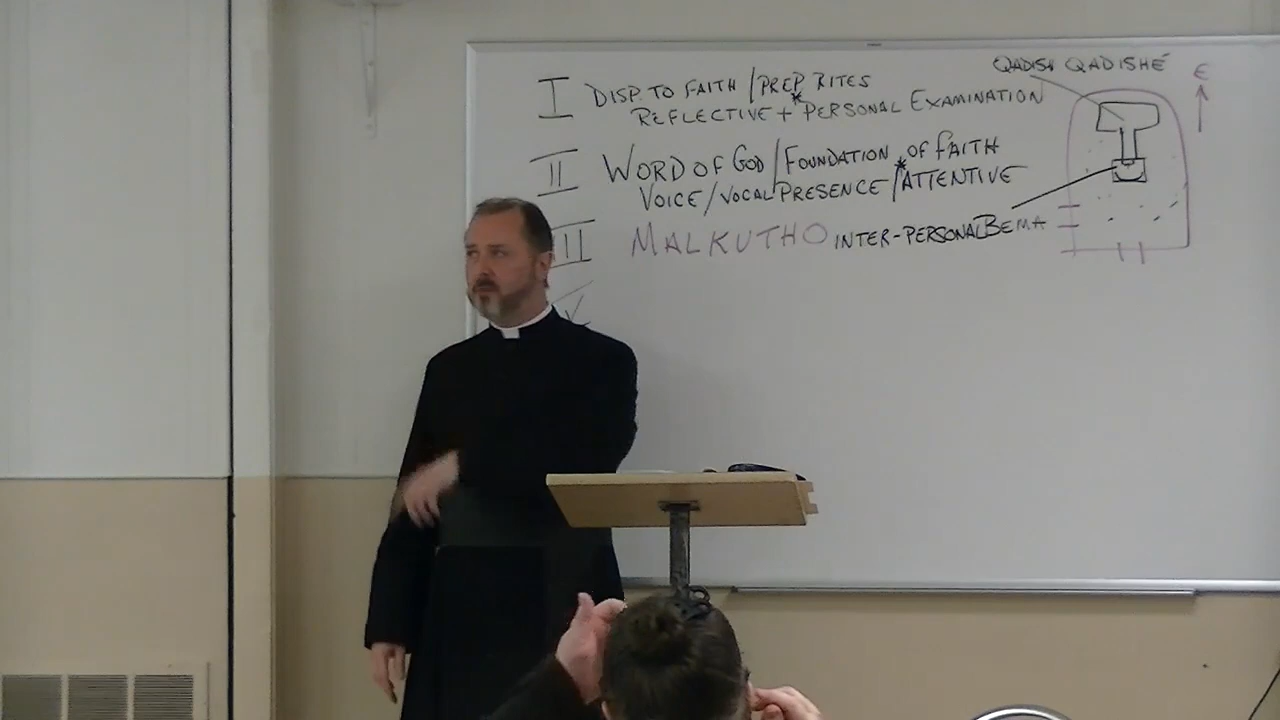 I DISP. TO FAITH / PREP RITES
REFLECTIVE + * PERSONAL EXAMINATION
II WORD OF GOD / FOUNDATION OF FAITH
VOICE / VOCAL PRESENCE / * ATTENTIVE
III MALKUTHO INTER-PERSONAL
BEMA
QADISH QADISHÉ
E